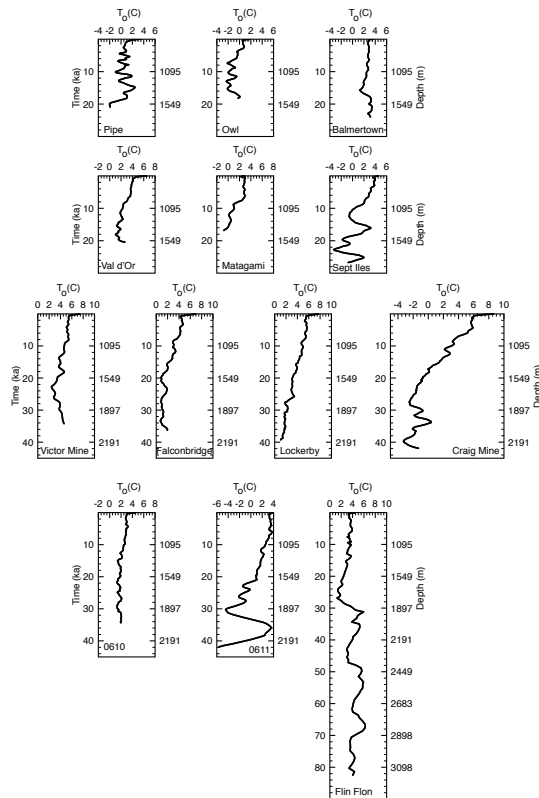 T₀(C) T₀(C) T₀(C)
-4 -2 0 2 4 6 -4 -2 0 2 4 6 -4 -2 0 2 4 6
Time (ka) 10 1095 10 1095 10 1095 Depth (m)
20 1549 20 1549 20 1549
Pipe Owl Balmertown
T₀(C) T₀(C) T₀(C)
-2 0 2 4 6 8 -2 0 2 4 6 8 -4 -2 0 2 4 6
Time (ka) 10 1095 10 1095 10 1095 Depth (m)
20 1549 20 1549 20 1549
Val d'Or Matagami Sept Iles
T₀(C) T₀(C) T₀(C) T₀(C)
0 2 4 6 8 10 0 2 4 6 8 10 0 2 4 6 8 10 -4 -2 0 2 4 6 8 10
Time (ka) 10 1095 10 1095 10 1095 10 1095 Depth (m)
20 1549 20 1549 20 1549 20 1549
30 1897 30 1897 30 1897 30 1897
40 2191 40 2191 40 2191 40 2191
Victor Mine Falconbridge Lockerby Craig Mine
T₀(C) T₀(C) T₀(C)
-2 0 2 4 6 8 -6 -4 -2 0 2 4 0 2 4 6 8 10
Time (ka) 10 1095 10 1095 10 1095 Depth (m)
20 1549 20 1549 20 1549
30 1897 30 1897 30 1897
40 2191 40 2191 40 2191
0610 0611
50 2449
60 2683
70 2898
80 3098
Flin Flon